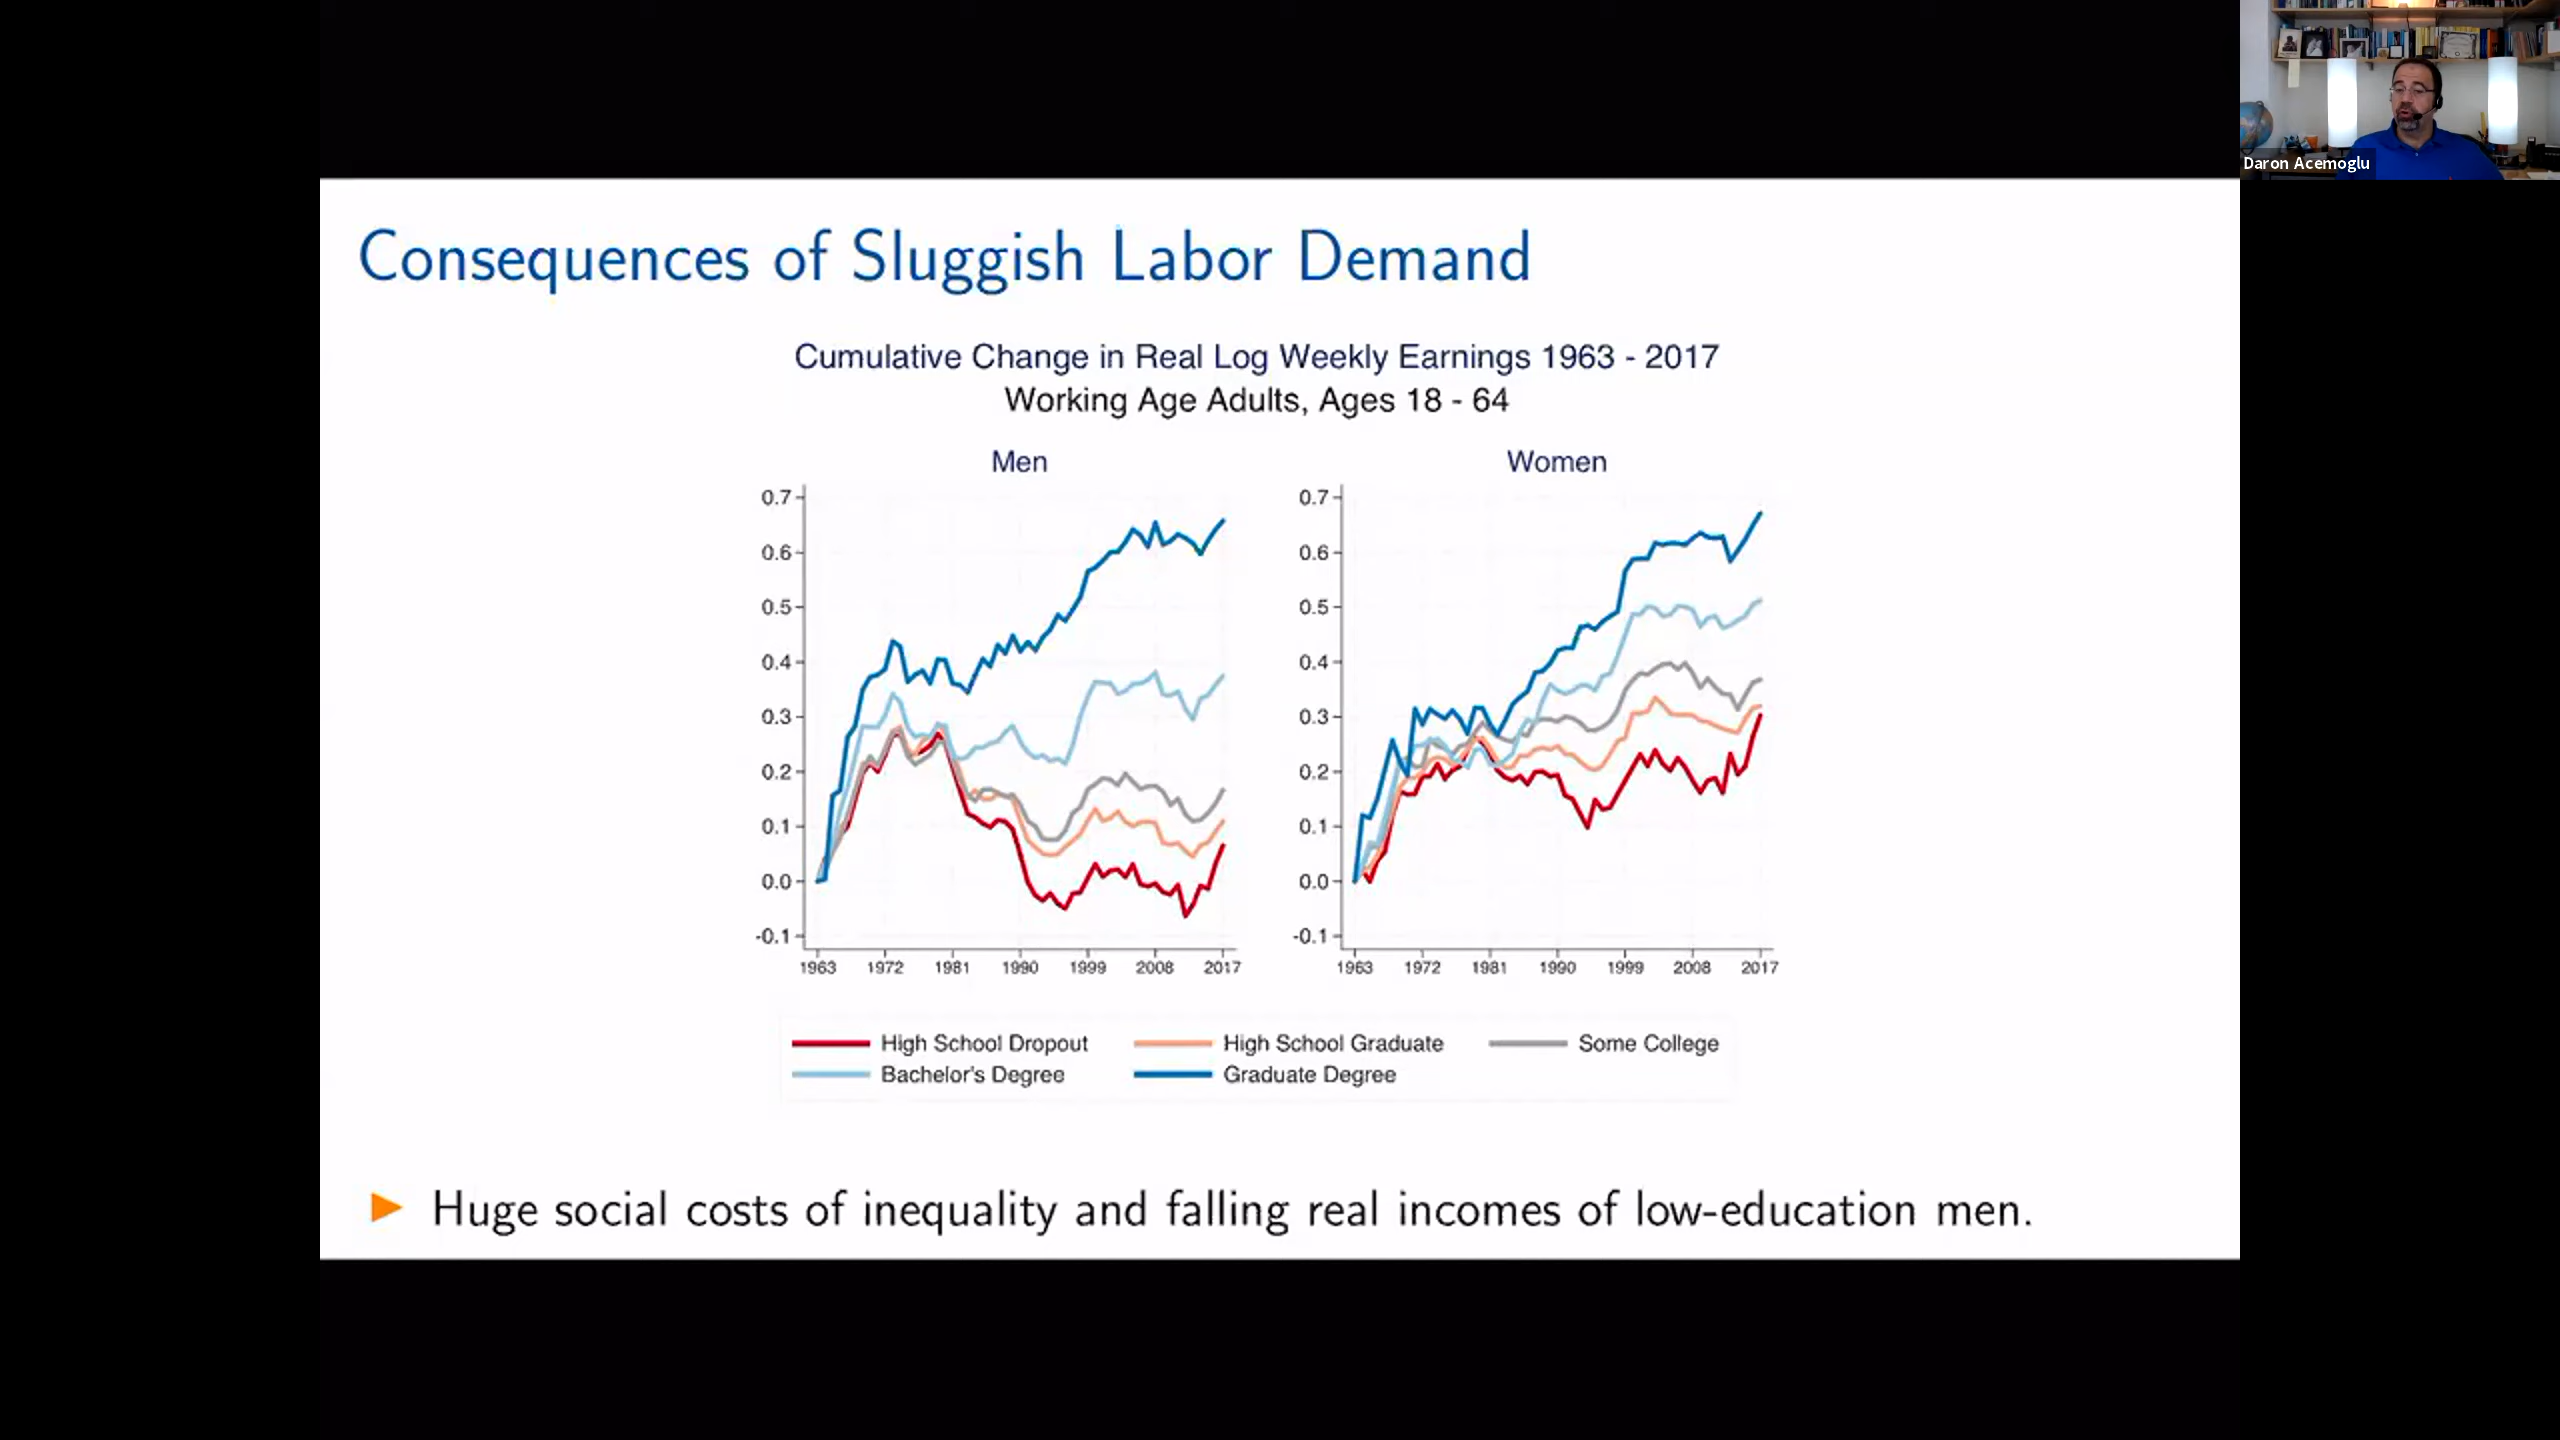 Daron Acemoglu
Consequences of Sluggish Labor Demand
Cumulative Change in Real Log Weekly Earnings 1963 - 2017
Working Age Adults, Ages 18 - 64
Men
0.7
0.6
0.5
0.4
0.3
0.2
0.1
0.0
-0.1
1963 1972 1981 1990 1999 2008 2017
Women
0.7
0.6
0.5
0.4
0.3
0.2
0.1
0.0
-0.1
1963 1972 1981 1990 1999 2008 2017
High School Dropout High School Graduate Some College
Bachelor's Degree Graduate Degree
Huge social costs of inequality and falling real incomes of low-education men.